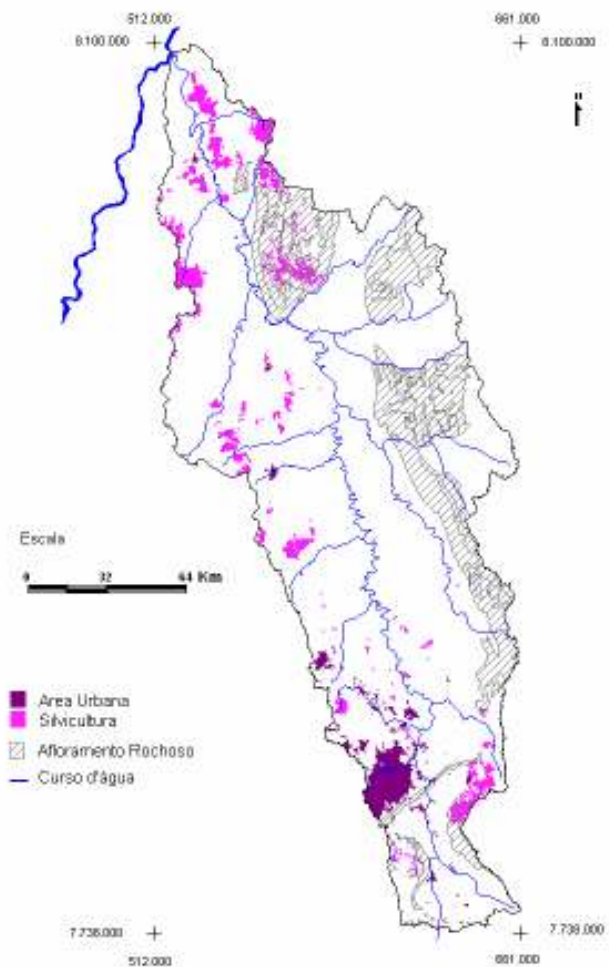 512.000 661.000
8.100.000 8.100.000
Escala
0 32 64 Km
Area Urbana
Silvicultura
Afloramento Rochoso
Curso d'água
7.738.000 7.738.000
512.000 661.000